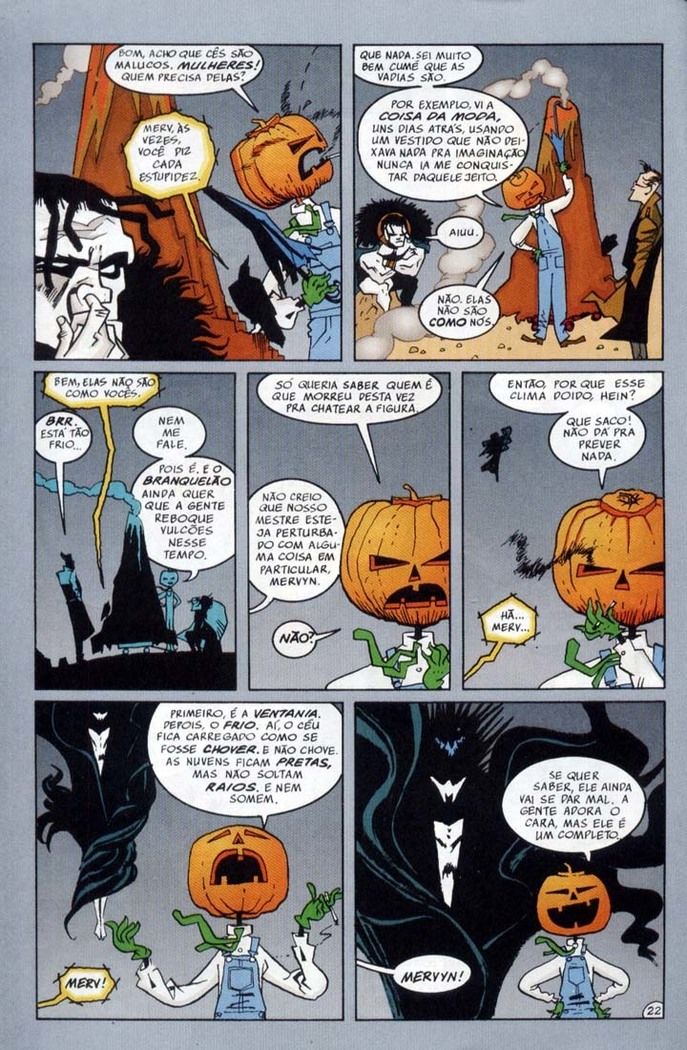 BOM, ACHO QUE CÊS SÃO
MALUCOS. MULHERES!
QUEM PRECISA DELAS?
MERV, ÀS
VEZES,
VOCÊ DIZ
CADA
ESTUPIDEZ.
QUE NADA. SEI MUITO
BEM CUMÉ QUE AS
VADIAS SÃO.
POR EXEMPLO, VI A
COISA DA MODA,
UNS DIAS ATRÁS, USANDO
UM VESTIDO QUE NÃO DEI-
XAVA NADA PRA IMAGINAÇÃO
NUNCA IA ME CONQUIS-
TAR DAQUELE JEITO.
AIUU.
NÃO. ELAS
NÃO SÃO
COMO NÓS.
BEM, ELAS NÃO SÃO
COMO VOCÊS.
BRR.
ESTÁ TÃO
FRIO...
NEM
ME
FALE.
POIS É. E O
BRANQUELÃO
AINDA QUER
QUE A GENTE
REBOQUE
VULCÕES
NESSE
TEMPO.
SÓ QUERIA SABER QUEM É
QUE MORREU DESTA VEZ
PRA CHATEAR A FIGURA.
NÃO CREIO
QUE NOSSO
MESTRE ESTE-
JA PERTURBA-
DO COM ALGU-
MA COISA EM
PARTICULAR,
MERVYN.
NÃO?
ENTÃO, POR QUE ESSE
CLIMA DOIDO, HEIN?
QUE SACO!
NÃO DÁ PRA
PREVER
NADA.
HÃ...
MERV...
PRIMEIRO, É A VENTANIA.
DEPOIS, O FRIO. AÍ, O CÉU
FICA CARREGADO COMO SE
FOSSE CHOVER. E NÃO CHOVE.
AS NUVENS FICAM PRETAS,
MAS NÃO SOLTAM
RAIOS. E NEM
SOMEM.
MERV!
SE QUER
SABER, ELE AINDA
VAI SE DAR MAL. A
GENTE ADORA O
CARA, MAS ELE É
UM COMPLETO.
MERVYN!
22